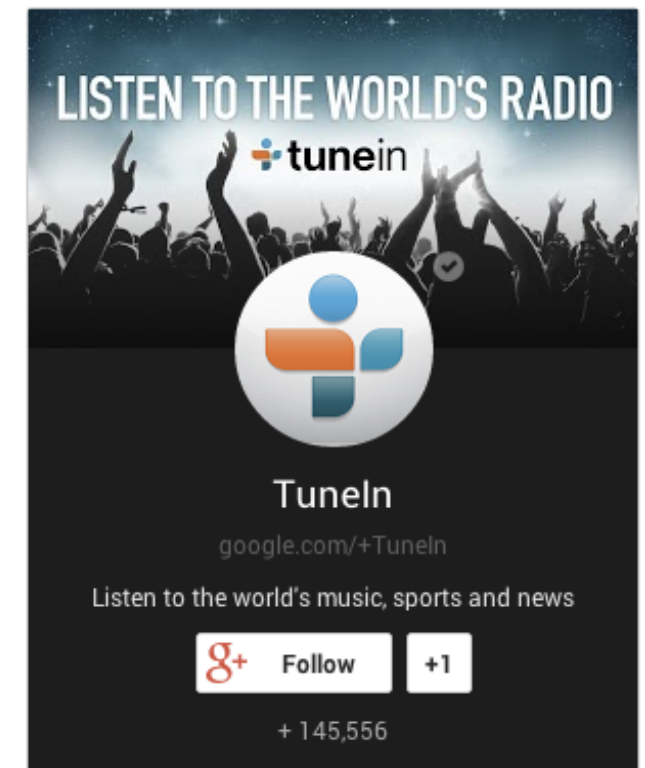 LISTEN TO THE WORLD'S RADIO
tunein
TuneIn
google.com/+TuneIn
Listen to the world's music, sports and news
g+ Follow +1
+ 145,556